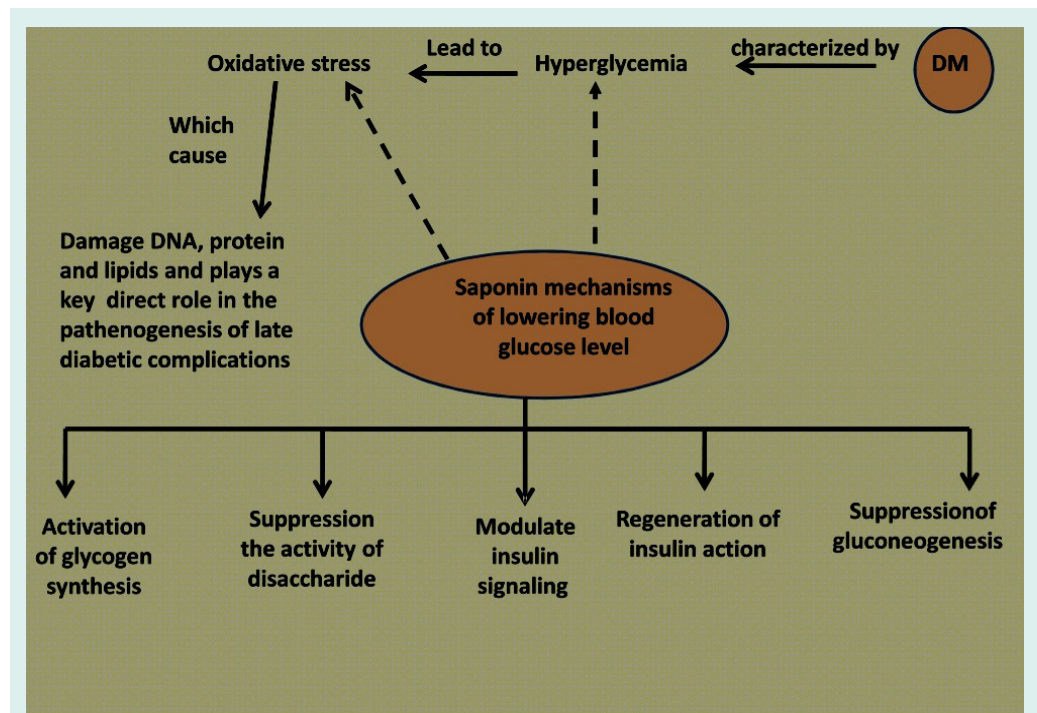 Oxidative stress
Lead to
Hyperglycemia
characterized by
DM
Which
cause
Damage DNA, protein
and lipids and plays a
key direct role in the
pathenogenesis of late
diabetic complications
Saponin mechanisms
of lowering blood
glucose level
Activation
of glycogen
synthesis
Suppression
the activity of
disaccharide
Modulate
insulin
signaling
Regeneration of
insulin action
Suppressionof
gluconeogenesis